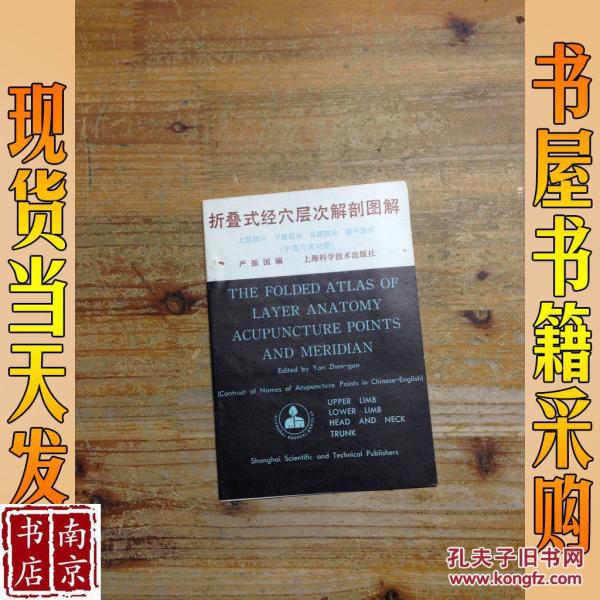 现货当天发
书屋书籍采购
折叠式经穴层次解剖图解
上肢部分 下肢部分 头颈部分 躯干部分
(中英穴名对照)
严振国编 上海科学技术出版社
THE FOLDED ATLAS OF
LAYER ANATOMY
ACUPUNCTURE POINTS
AND MERIDIAN
Edited by Yan Zhen-guo
(Contrast of Names of Acupuncture Points in Chinese-English)
UPPER LIMB
LOWER LIMB
HEAD AND NECK
TRUNK
Shanghai Scientific and Technical Publishers
南京
书店
孔夫子旧书网
www.kongfz.com